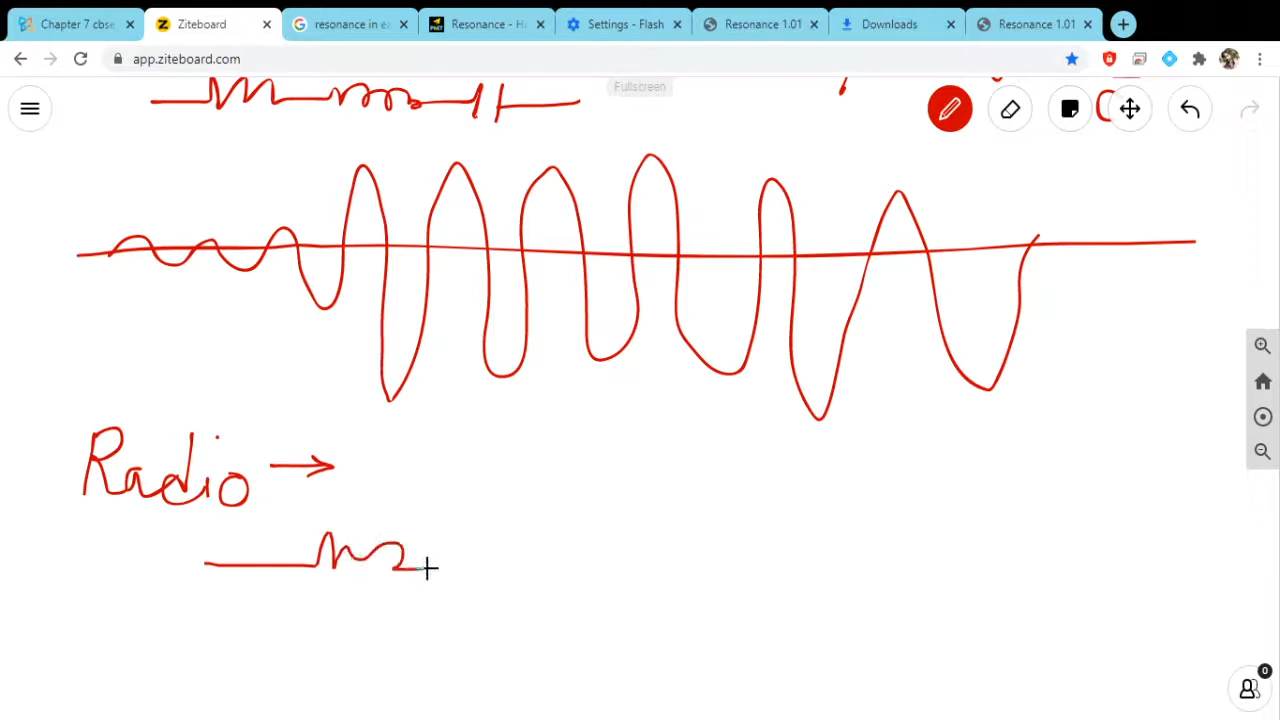 Chapter 7 cbse
Ziteboard
resonance in e
Resonance - H
Settings - Flash
Resonance 1.01
Downloads
Resonance 1.01
app.ziteboard.com
Fullscreen
Radio →
0